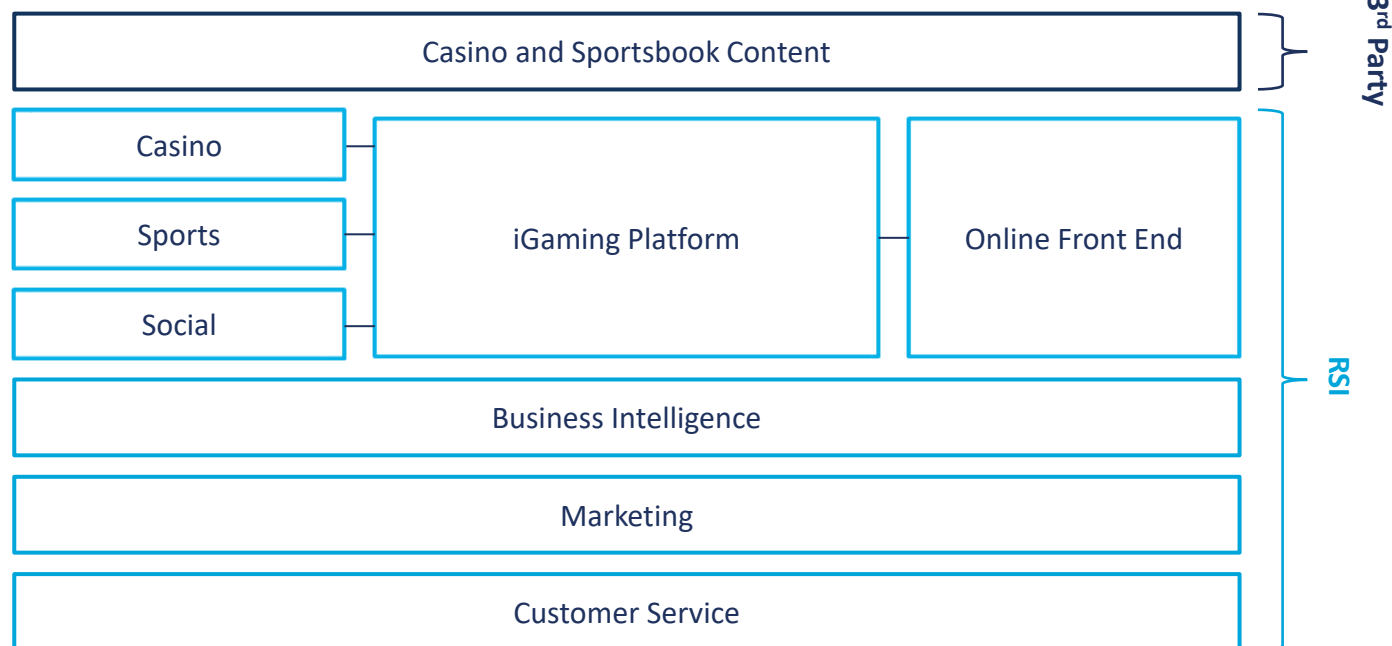 3rd Party
Casino and Sportsbook Content
Casino
Sports
Social
iGaming Platform
Online Front End
RSI
Business Intelligence
Marketing
Customer Service